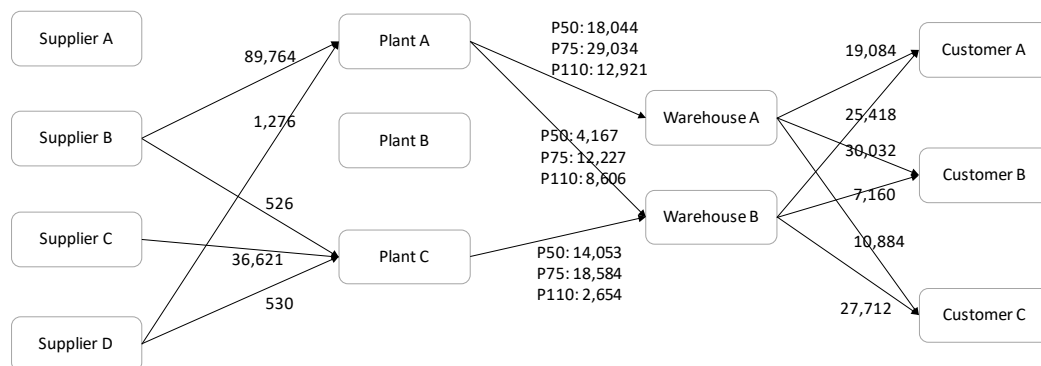 Supplier A
Supplier B
Supplier C
Supplier D
89,764
1,276
526
36,621
530
Plant A
Plant B
Plant C
P50: 18,044
P75: 29,034
P110: 12,921
P50: 4,167
P75: 12,227
P110: 8,606
P50: 14,053
P75: 18,584
P110: 2,654
Warehouse A
Warehouse B
19,084
25,418
30,032
7,160
10,884
27,712
Customer A
Customer B
Customer C